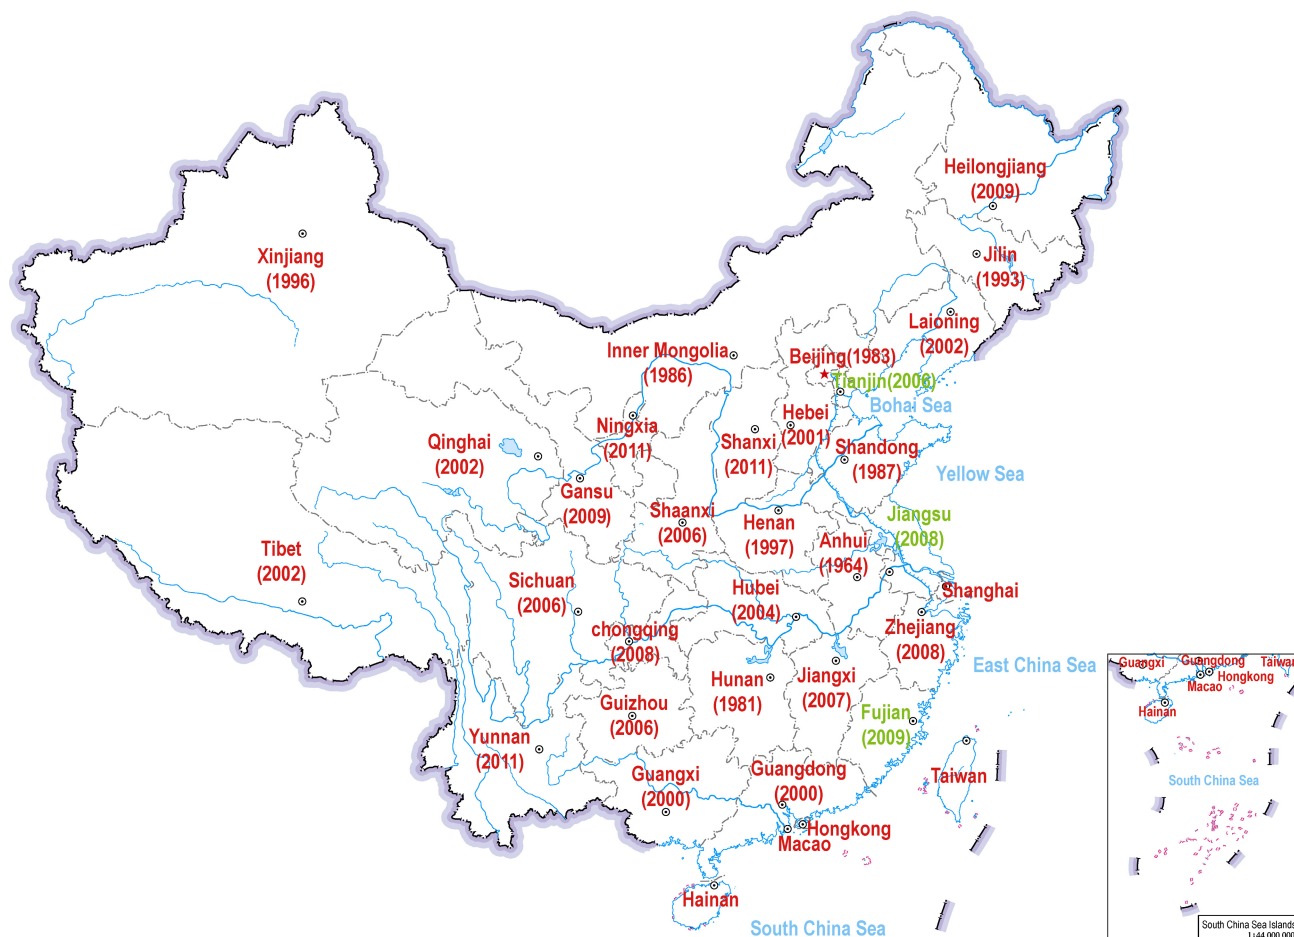 Heilongjiang
(2009)
Jilin
(1993)
Xinjiang
(1996)
Laioning
(2002)
Inner Mongolia
(1986)
Beijing(1983)
Tianjin(2006)
Bohai Sea
Ningxia
(2011)
Hebei
(2001)
Qinghai
(2002)
Shanxi
(2011)
Shandong
(1987)
Yellow Sea
Gansu
(2009)
Shaanxi
(2006)
Henan
(1997)
Jiangsu
(2008)
Anhui
(1964)
Tibet
(2002)
Sichuan
(2006)
Hubei
(2004)
Shanghai
chongqing
(2008)
Zhejiang
(2008)
East China Sea
Hunan
(1981)
Jiangxi
(2007)
Guizhou
(2006)
Fujian
(2009)
Yunnan
(2011)
Guangxi
(2000)
Guangdong
(2000)
Taiwan
Hongkong
Macao
Hainan
South China Sea
Guangxi
Guangdong
Taiwan
Hongkong
Macao
Hainan
South China Sea
South China Sea Islands
1:44 000 000